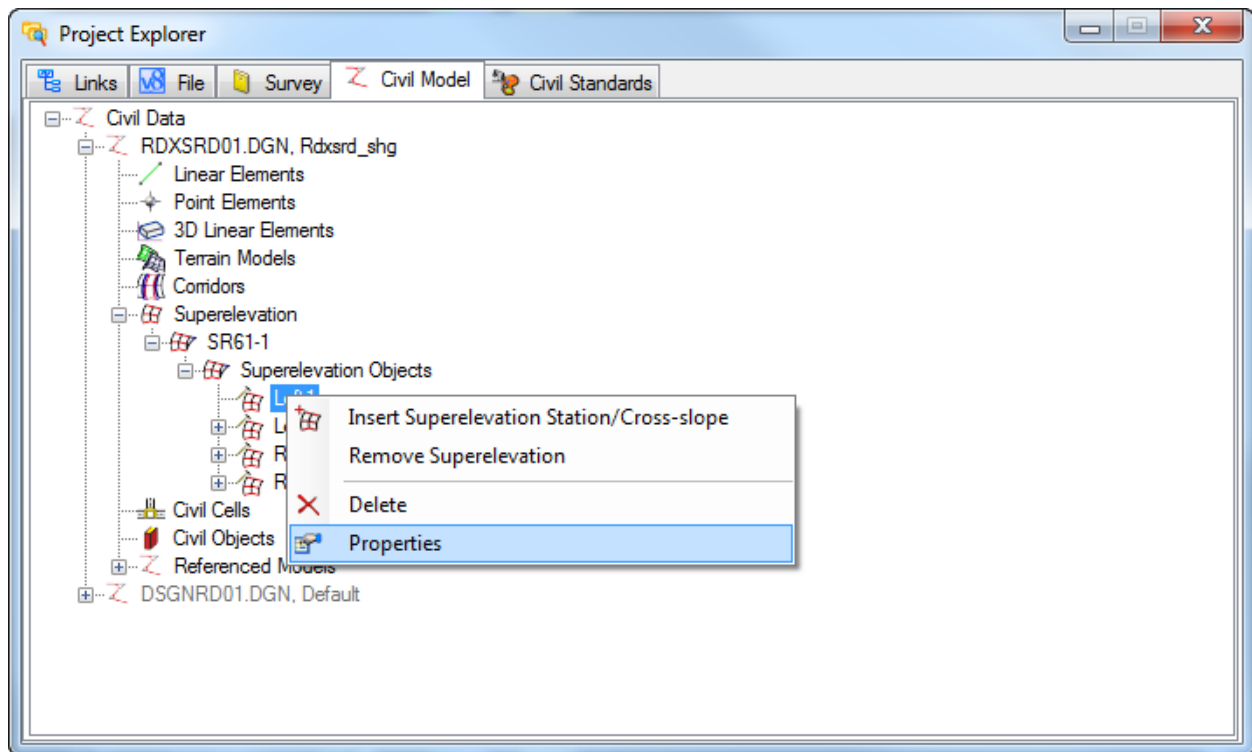 Project Explorer
Links File Survey Civil Model Civil Standards
Civil Data
RDXSRD01.DGN, Rdxsrd_shg
Linear Elements
Point Elements
3D Linear Elements
Terrain Models
Corridors
Superelevation
SR61-1
Superelevation Objects
Insert Superelevation Station/Cross-slope
Remove Superelevation
Delete
Properties
Civil Cells
Civil Objects
Referenced Models
DSGNRD01.DGN, Default